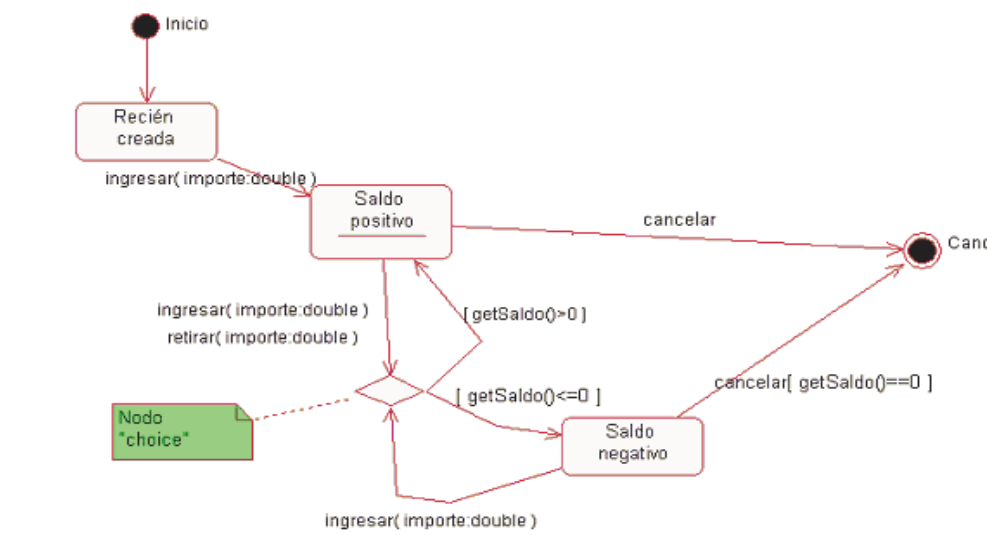 Inicio
Recién
creada
ingresar( importe:double )
Saldo
positivo
cancelar
ingresar( importe:double )
retirar( importe:double )
[ getSaldo()>0 ]
[ getSaldo()<=0 ]
cancelar[ getSaldo()==0 ]
Nodo
"choice"
Saldo
negativo
ingresar( importe:double )